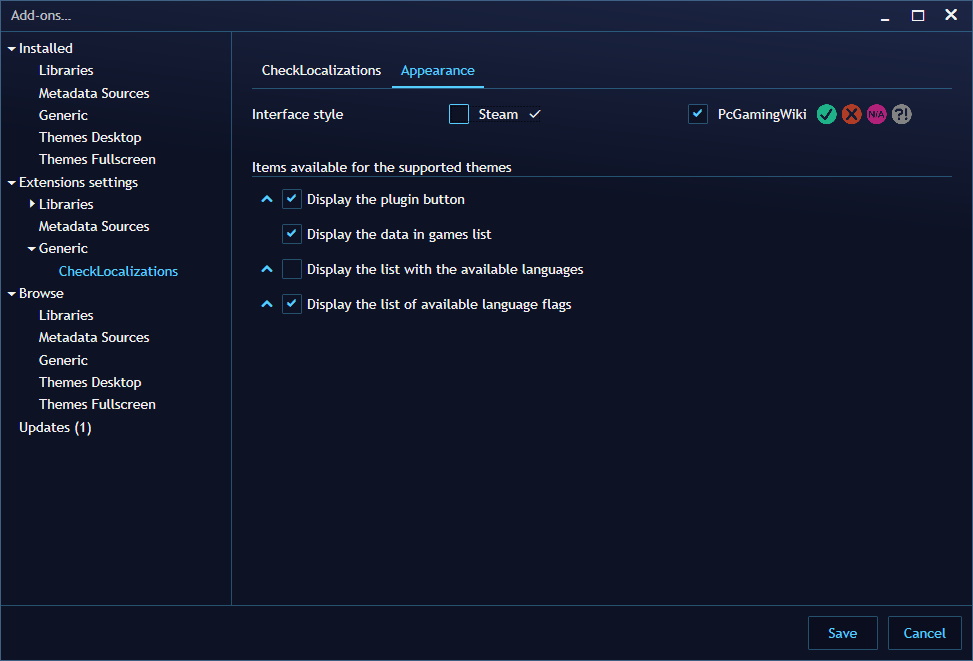 Add-ons...
Installed
Libraries
Metadata Sources
Generic
Themes Desktop
Themes Fullscreen
Extensions settings
Libraries
Metadata Sources
Generic
CheckLocalizations
Browse
Libraries
Metadata Sources
Generic
Themes Desktop
Themes Fullscreen
Updates (1)
CheckLocalizations Appearance
Interface style Steam PcGamingWiki N/A ?!
Items available for the supported themes
Display the plugin button
Display the data in games list
Display the list with the available languages
Display the list of available language flags
Save Cancel